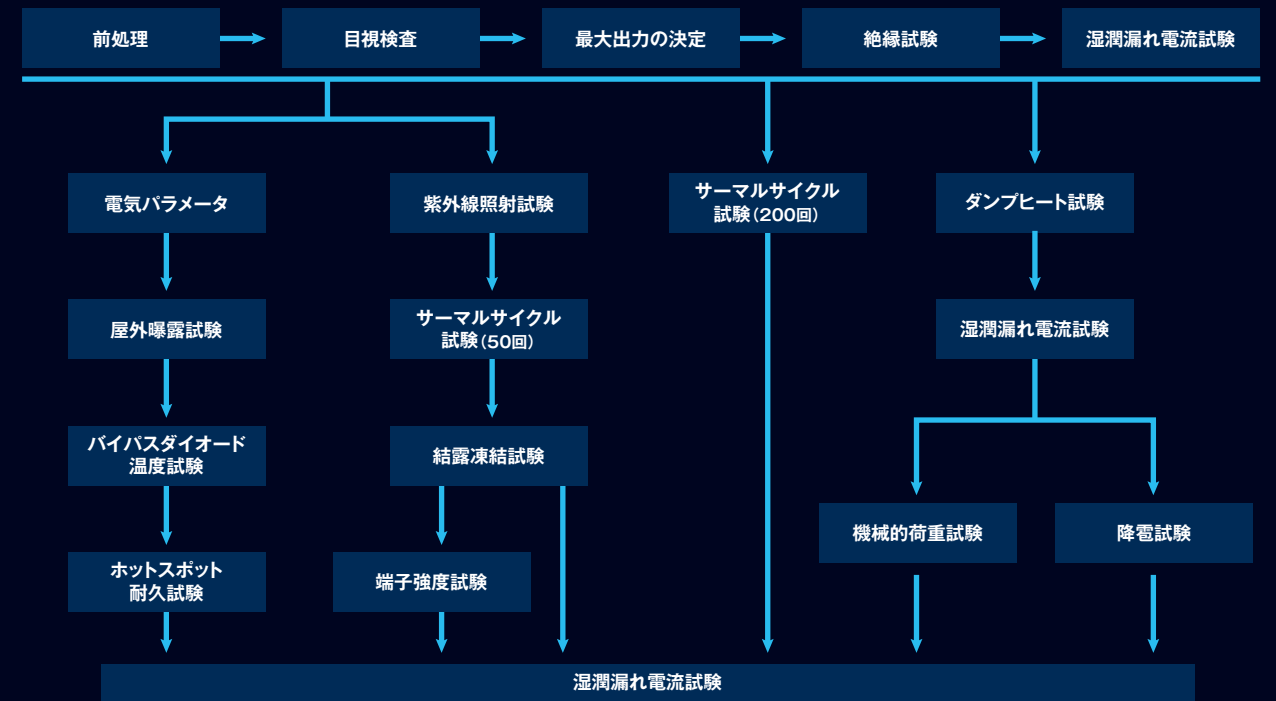 前処理
目視検査
最大出力の決定
絶縁試験
湿潤漏れ電流試験
電気パラメータ
紫外線照射試験
サーマルサイクル
試験(200回)
ダンプヒート試験
屋外曝露試験
サーマルサイクル
試験(50回)
湿潤漏れ電流試験
バイパスダイオード
温度試験
結露凍結試験
機械的荷重試験
降雹試験
ホットスポット
耐久試験
端子強度試験
湿潤漏れ電流試験